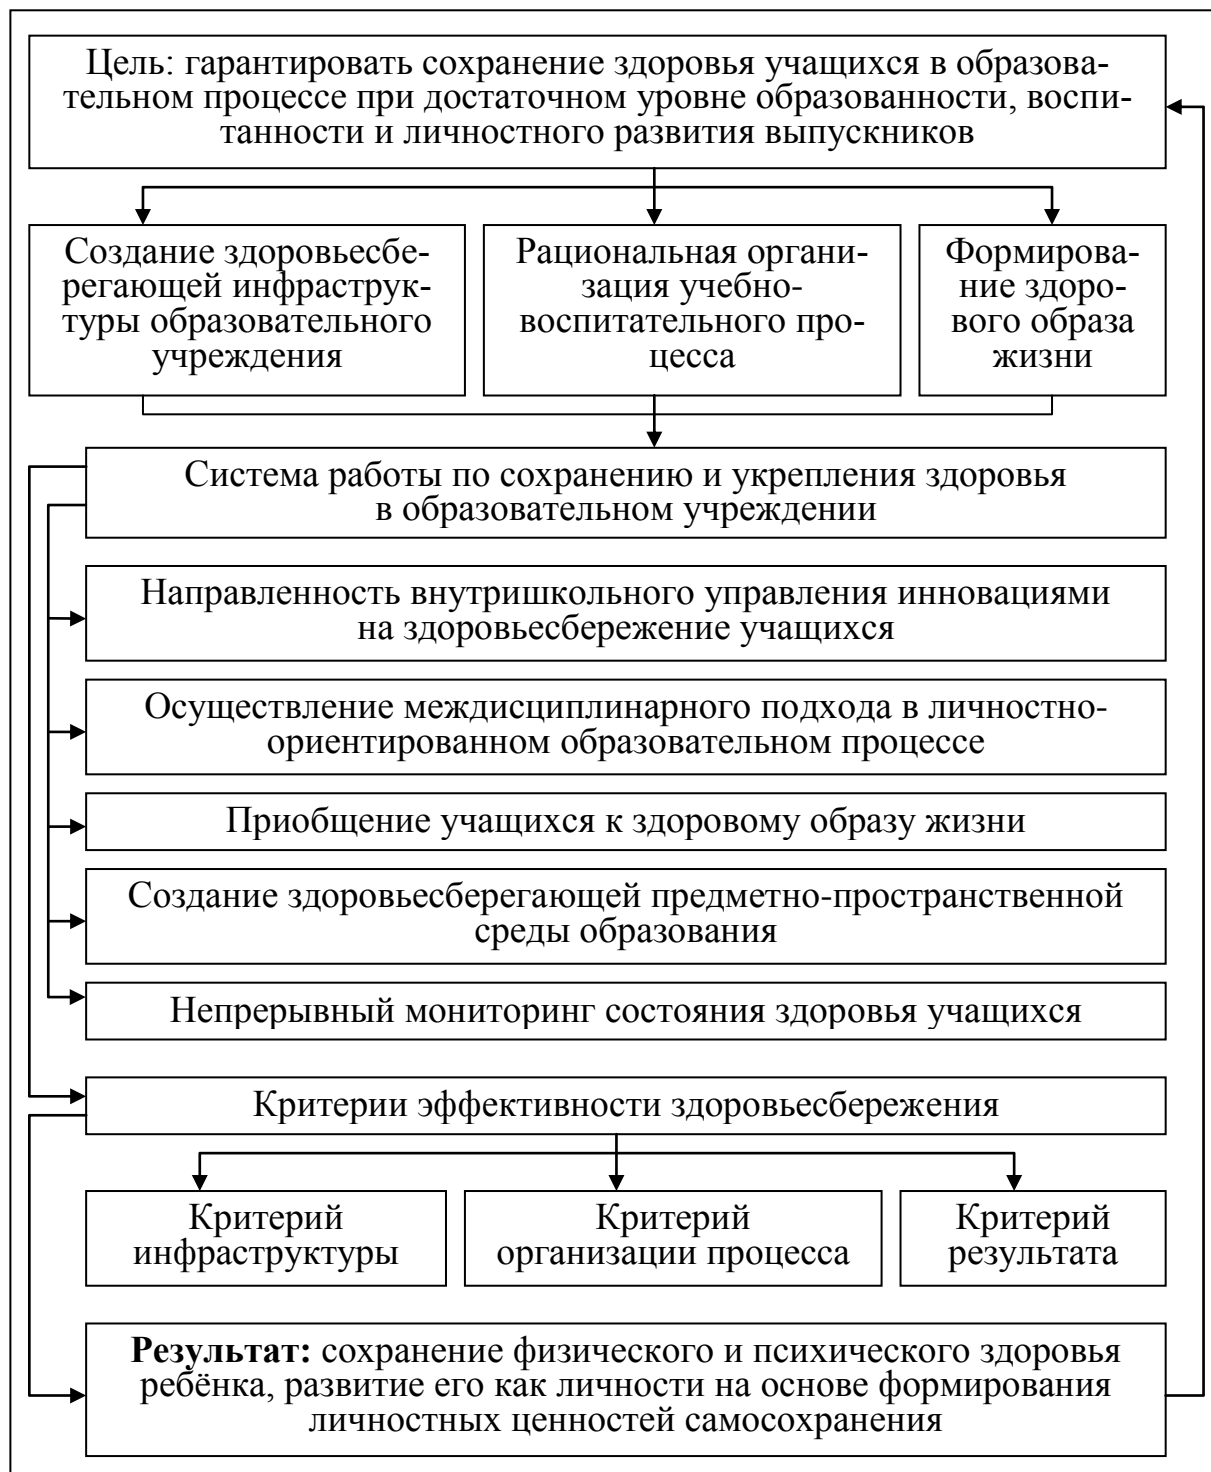 Цель: гарантировать сохранение здоровья учащихся в образова-
тельном процессе при достаточном уровне образованности, воспи-
танности и личностного развития выпускников
Создание здоровьесбе-
регающей инфраструк-
туры образовательного
учреждения
Рациональная органи-
зация учебно-
воспитательного про-
цесса
Формирова-
ние здоро-
вого образа
жизни
Система работы по сохранению и укрепления здоровья
в образовательном учреждении
Направленность внутришкольного управления инновациями
на здоровьесбережение учащихся
Осуществление междисциплинарного подхода в личностно-
ориентированном образовательном процессе
Приобщение учащихся к здоровому образу жизни
Создание здоровьесберегающей предметно-пространственной
среды образования
Непрерывный мониторинг состояния здоровья учащихся
Критерии эффективности здоровьесбережения
Критерий
инфраструктуры
Критерий
организации процесса
Критерий
результата
Результат: сохранение физического и психического здоровья
ребёнка, развитие его как личности на основе формирования
личностных ценностей самосохранения